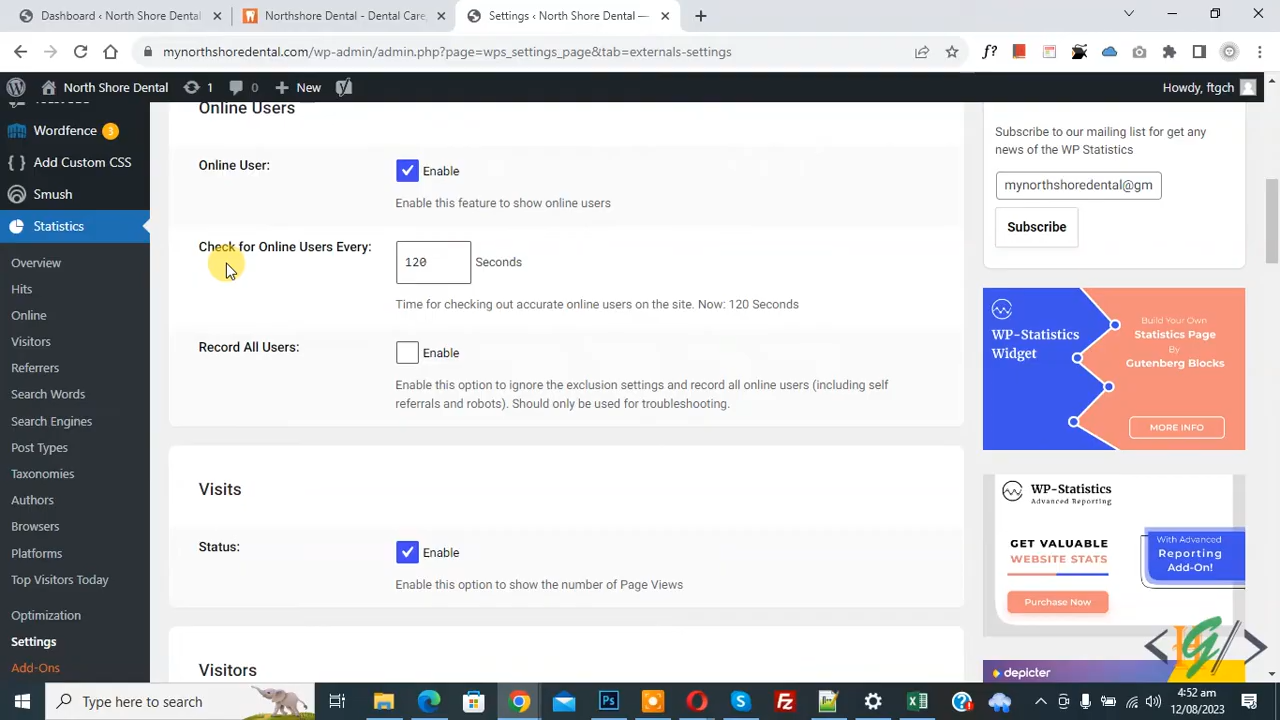 Dashboard ‹ North Shore Dental
Northshore Dental - Dental Care
Settings ‹ North Shore Dental —
mynorthshoredental.com/wp-admin/admin.php?page=wps_settings_page&tab=externals-settings
North Shore Dental
1
0
New
Howdy, ftgch
Wordfence 3
Add Custom CSS
Smush
Statistics
Overview
Hits
Online
Visitors
Referrers
Search Words
Search Engines
Post Types
Taxonomies
Authors
Browsers
Platforms
Top Visitors Today
Optimization
Settings
Add-Ons
Online Users
Online User:
Enable
Enable this feature to show online users
Check for Online Users Every:
120 Seconds
Time for checking out accurate online users on the site. Now: 120 Seconds
Record All Users:
Enable
Enable this option to ignore the exclusion settings and record all online users (including self
referrals and robots). Should only be used for troubleshooting.
Visits
Status:
Enable
Enable this option to show the number of Page Views
Visitors
Subscribe to our mailing list for get any
news of the WP Statistics
mynorthshoredental@gm
Subscribe
WP-Statistics
Widget
Build Your Own
Statistics Page
By
Gutenberg Blocks
MORE INFO
WP-Statistics
Advanced Reporting
GET VALUABLE
WEBSITE STATS
With Advanced
Reporting
Add-On!
Purchase Now
depicter
Type here to search
4:52 am
12/08/2023